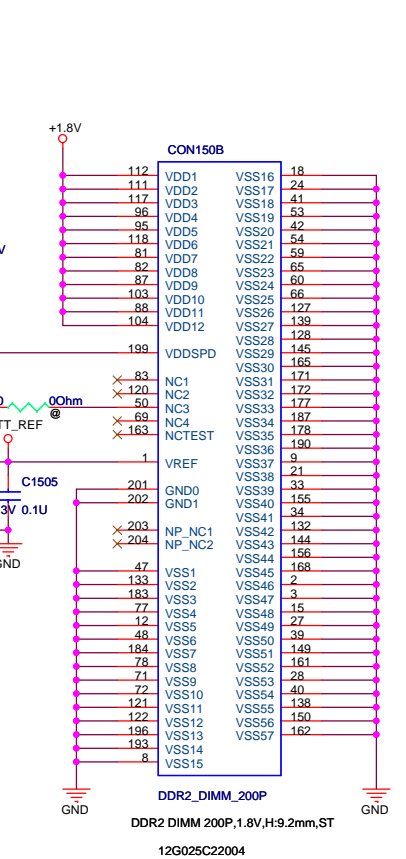 +1.8V
CON150B
112 VDD1 VSS16 18
111 VDD2 VSS17 24
117 VDD3 VSS18 41
96 VDD4 VSS19 53
95 VDD5 VSS20 42
118 VDD6 VSS21 54
81 VDD7 VSS22 59
82 VDD8 VSS23 65
87 VDD9 VSS24 60
103 VDD10 VSS25 66
88 VDD11 VSS26 127
104 VDD12 VSS27 139
VSS28 128
199 VDDSPD VSS29 145
VSS30 165
83 NC1 VSS31 171
120 NC2 VSS32 172
0 0Ohm 50 NC3 VSS33 177
@ 69 NC4 VSS34 187
TT_REF 163 NCTEST VSS35 178
VSS36 190
1 VREF VSS37 9
VSS38 21
C1505 201 GND0 VSS39 33
202 GND1 VSS40 155
3V 0.1U VSS41 34
203 NP_NC1 VSS42 132
204 NP_NC2 VSS43 144
VSS44 156
GND 47 VSS1 VSS45 168
133 VSS2 VSS46 2
183 VSS3 VSS47 3
77 VSS4 VSS48 15
12 VSS5 VSS49 27
48 VSS6 VSS50 39
184 VSS7 VSS51 149
78 VSS8 VSS52 161
71 VSS9 VSS53 28
72 VSS10 VSS54 40
121 VSS11 VSS55 138
122 VSS12 VSS56 150
196 VSS13 VSS57 162
193 VSS14
8 VSS15
GND DDR2_DIMM_200P GND
DDR2 DIMM 200P,1.8V,H:9.2mm,ST
12G025C22004